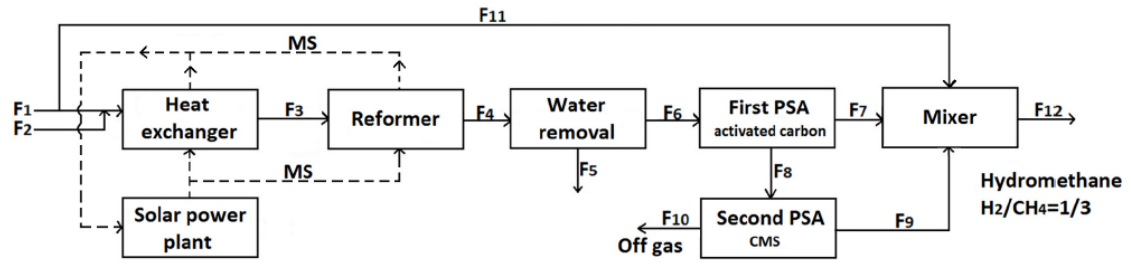 F11
MS
F1
F2
Heat
exchanger
F3
Reformer
F4
Water
removal
F6
First PSA
activated carbon
F7
Mixer
F12
MS
F5
F8
Solar power
plant
F10
Off gas
Second PSA
CMS
F9
Hydromethane
H2/CH4=1/3